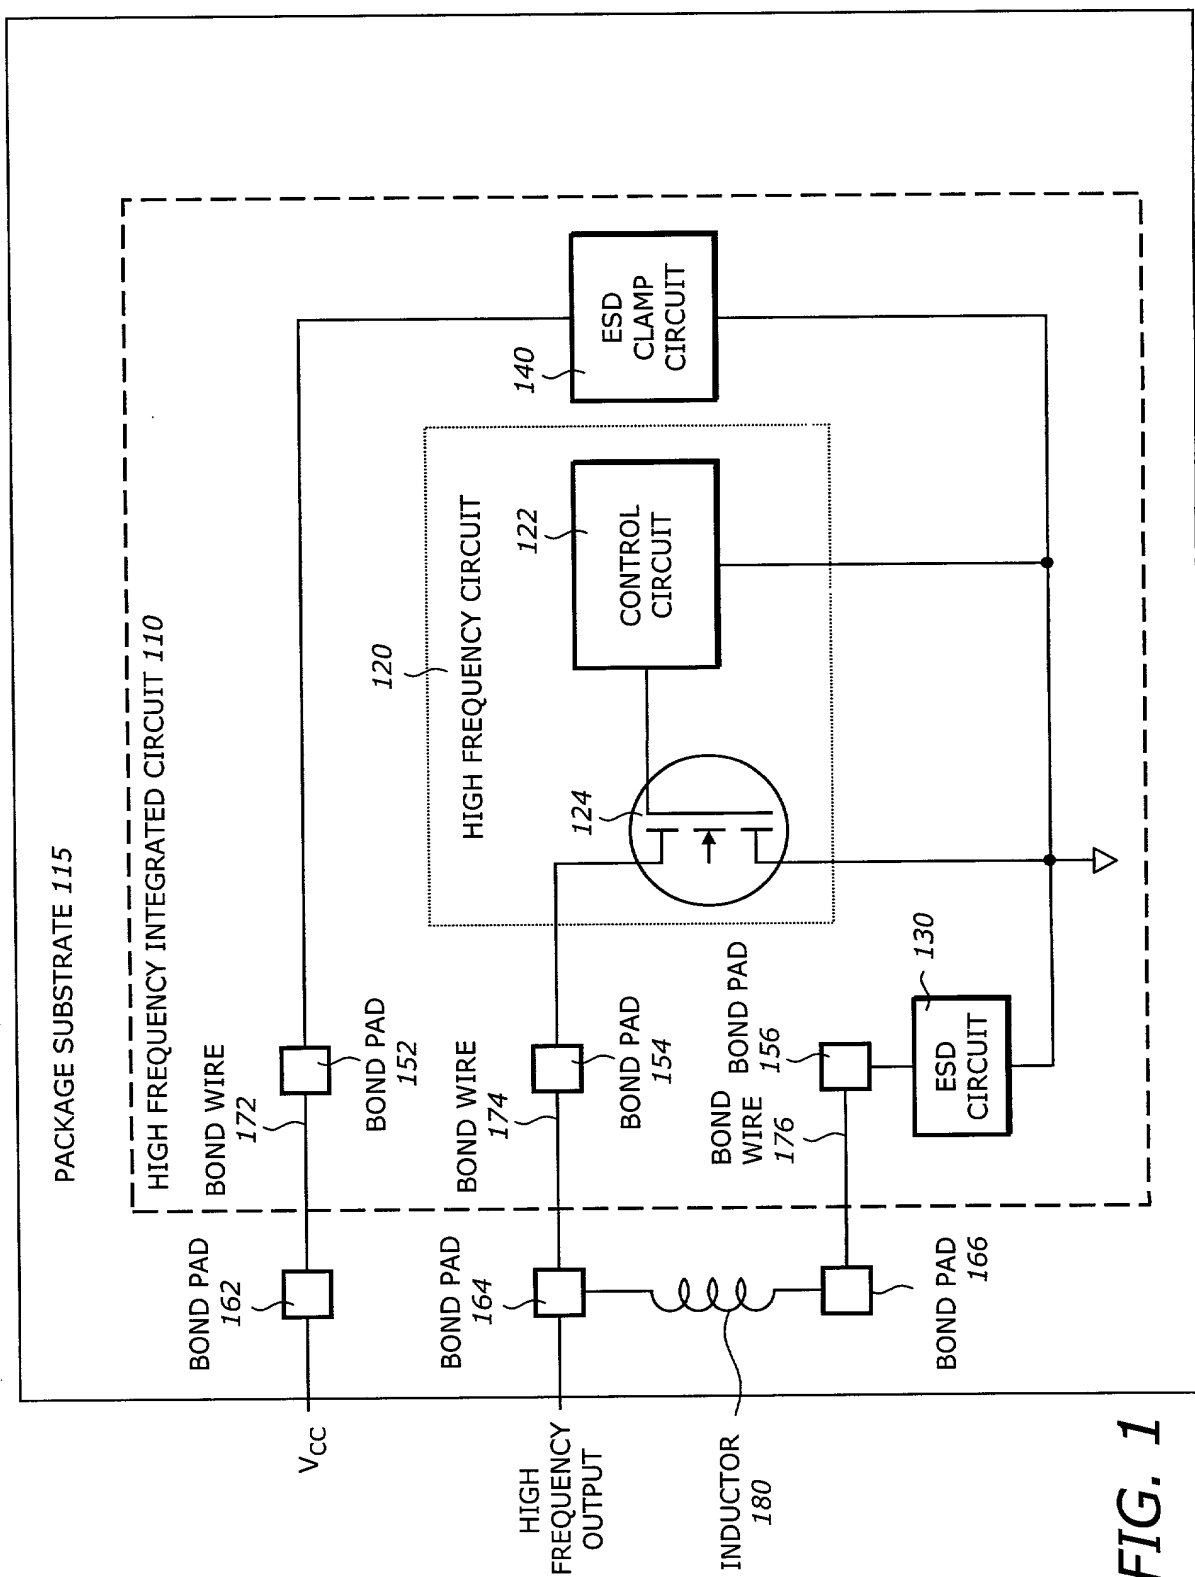 PACKAGE SUBSTRATE 115
HIGH FREQUENCY INTEGRATED CIRCUIT 110
BOND PAD
162
BOND WIRE
172
BOND PAD
152
VCC
HIGH FREQUENCY CIRCUIT
120
CONTROL
CIRCUIT
122
124
ESD
CLAMP
CIRCUIT
140
BOND PAD
164
BOND WIRE
174
BOND PAD
154
HIGH
FREQUENCY
OUTPUT
BOND
WIRE
176
BOND PAD
156
ESD
CIRCUIT
130
BOND PAD
166
INDUCTOR
180
FIG. 1